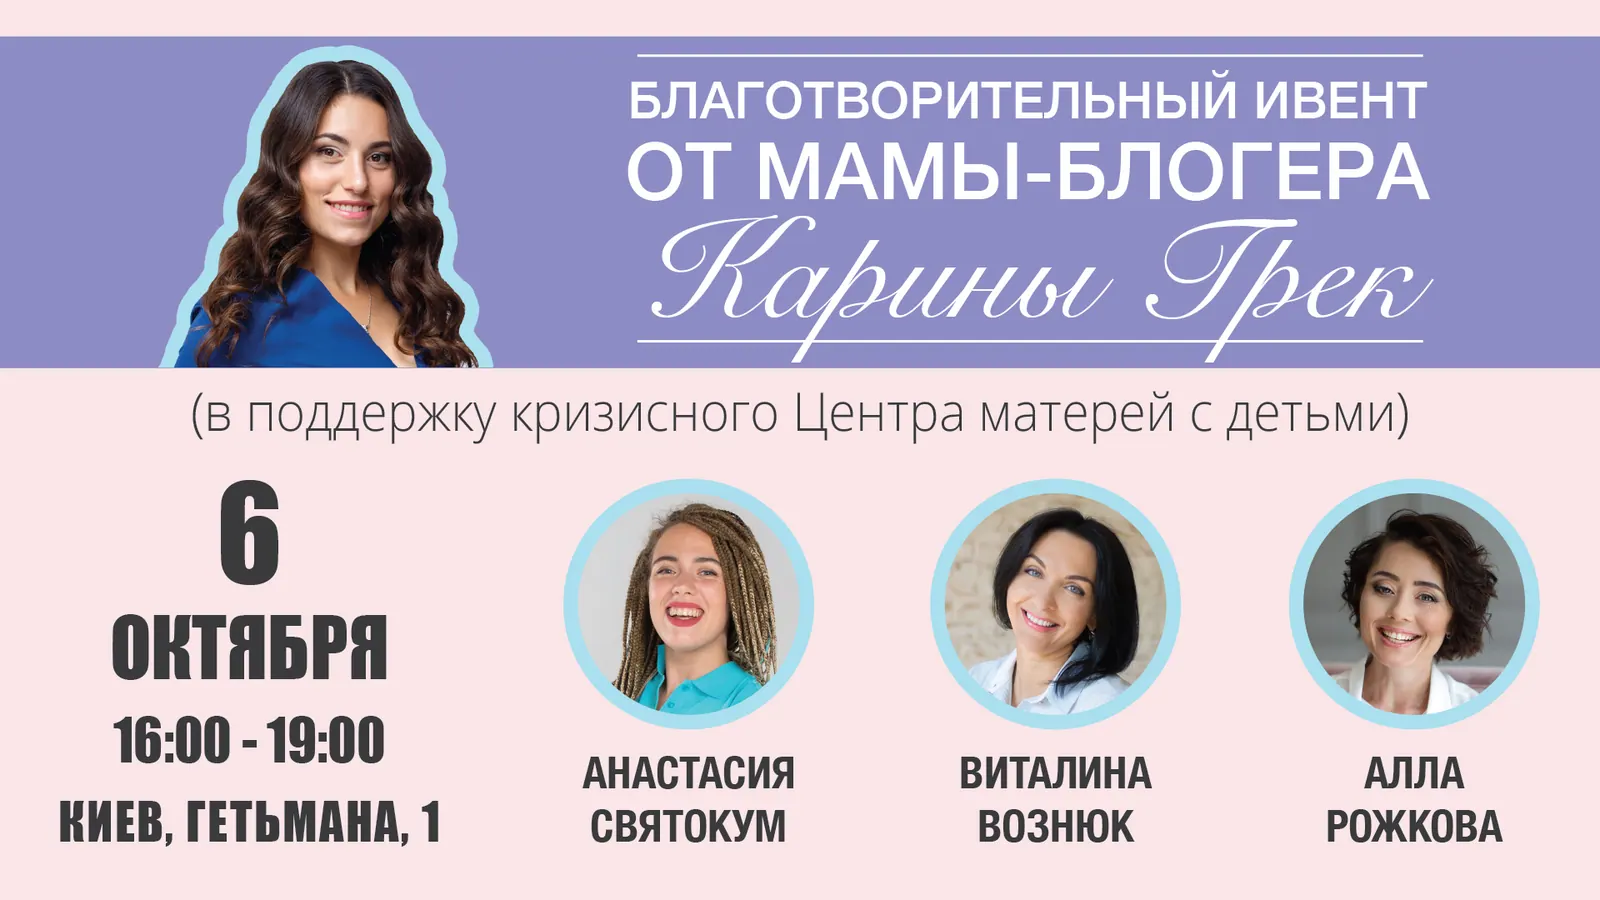 БЛАГОТВОРИТЕЛЬНЫЙ ИВЕНТ
ОТ МАМЫ-БЛОГЕРА
Карины Грек
(в поддержку кризисного Центра матерей с детьми)
6
ОКТЯБРЯ
16:00 - 19:00
КИЕВ, ГЕТЬМАНА, 1
АНАСТАСИЯ
СВЯТОКУМ
ВИТАЛИНА
ВОЗНЮК
АЛЛА
РОЖКОВА